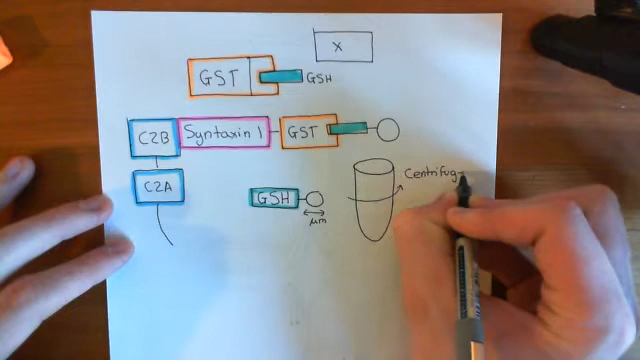 X
GST
GSH
C2B
Syntaxin 1
GST
C2A
GSH
μm
Centrifug